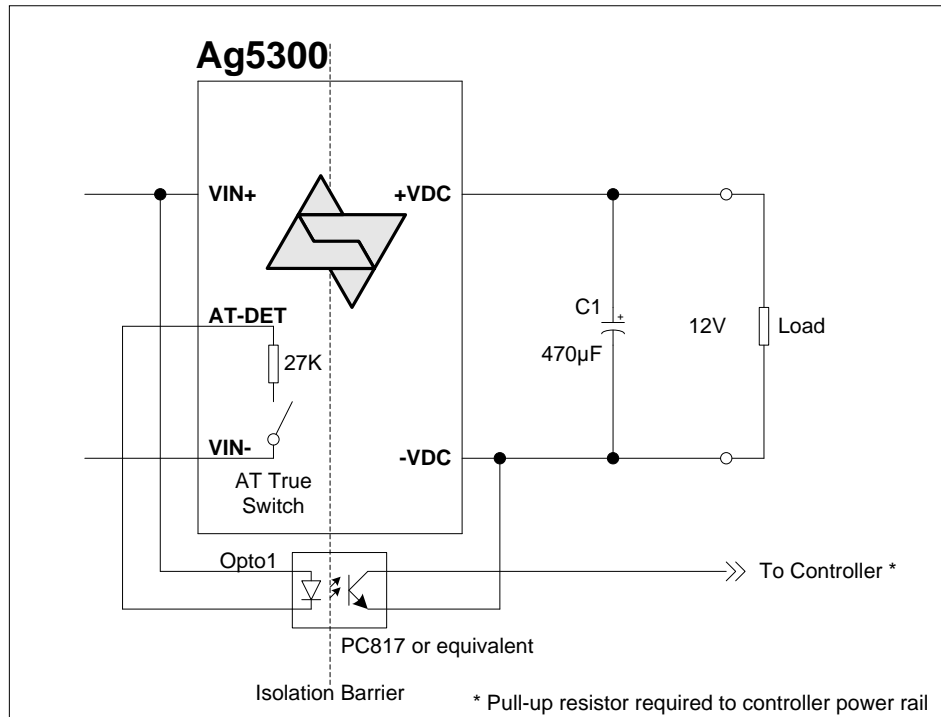 Ag5300
VIN+
+VDC
AT-DET
27K
C1
+
470µF
12V
Load
VIN-
-VDC
AT True
Switch
Opto1
To Controller *
PC817 or equivalent
Isolation Barrier
* Pull-up resistor required to controller power rail